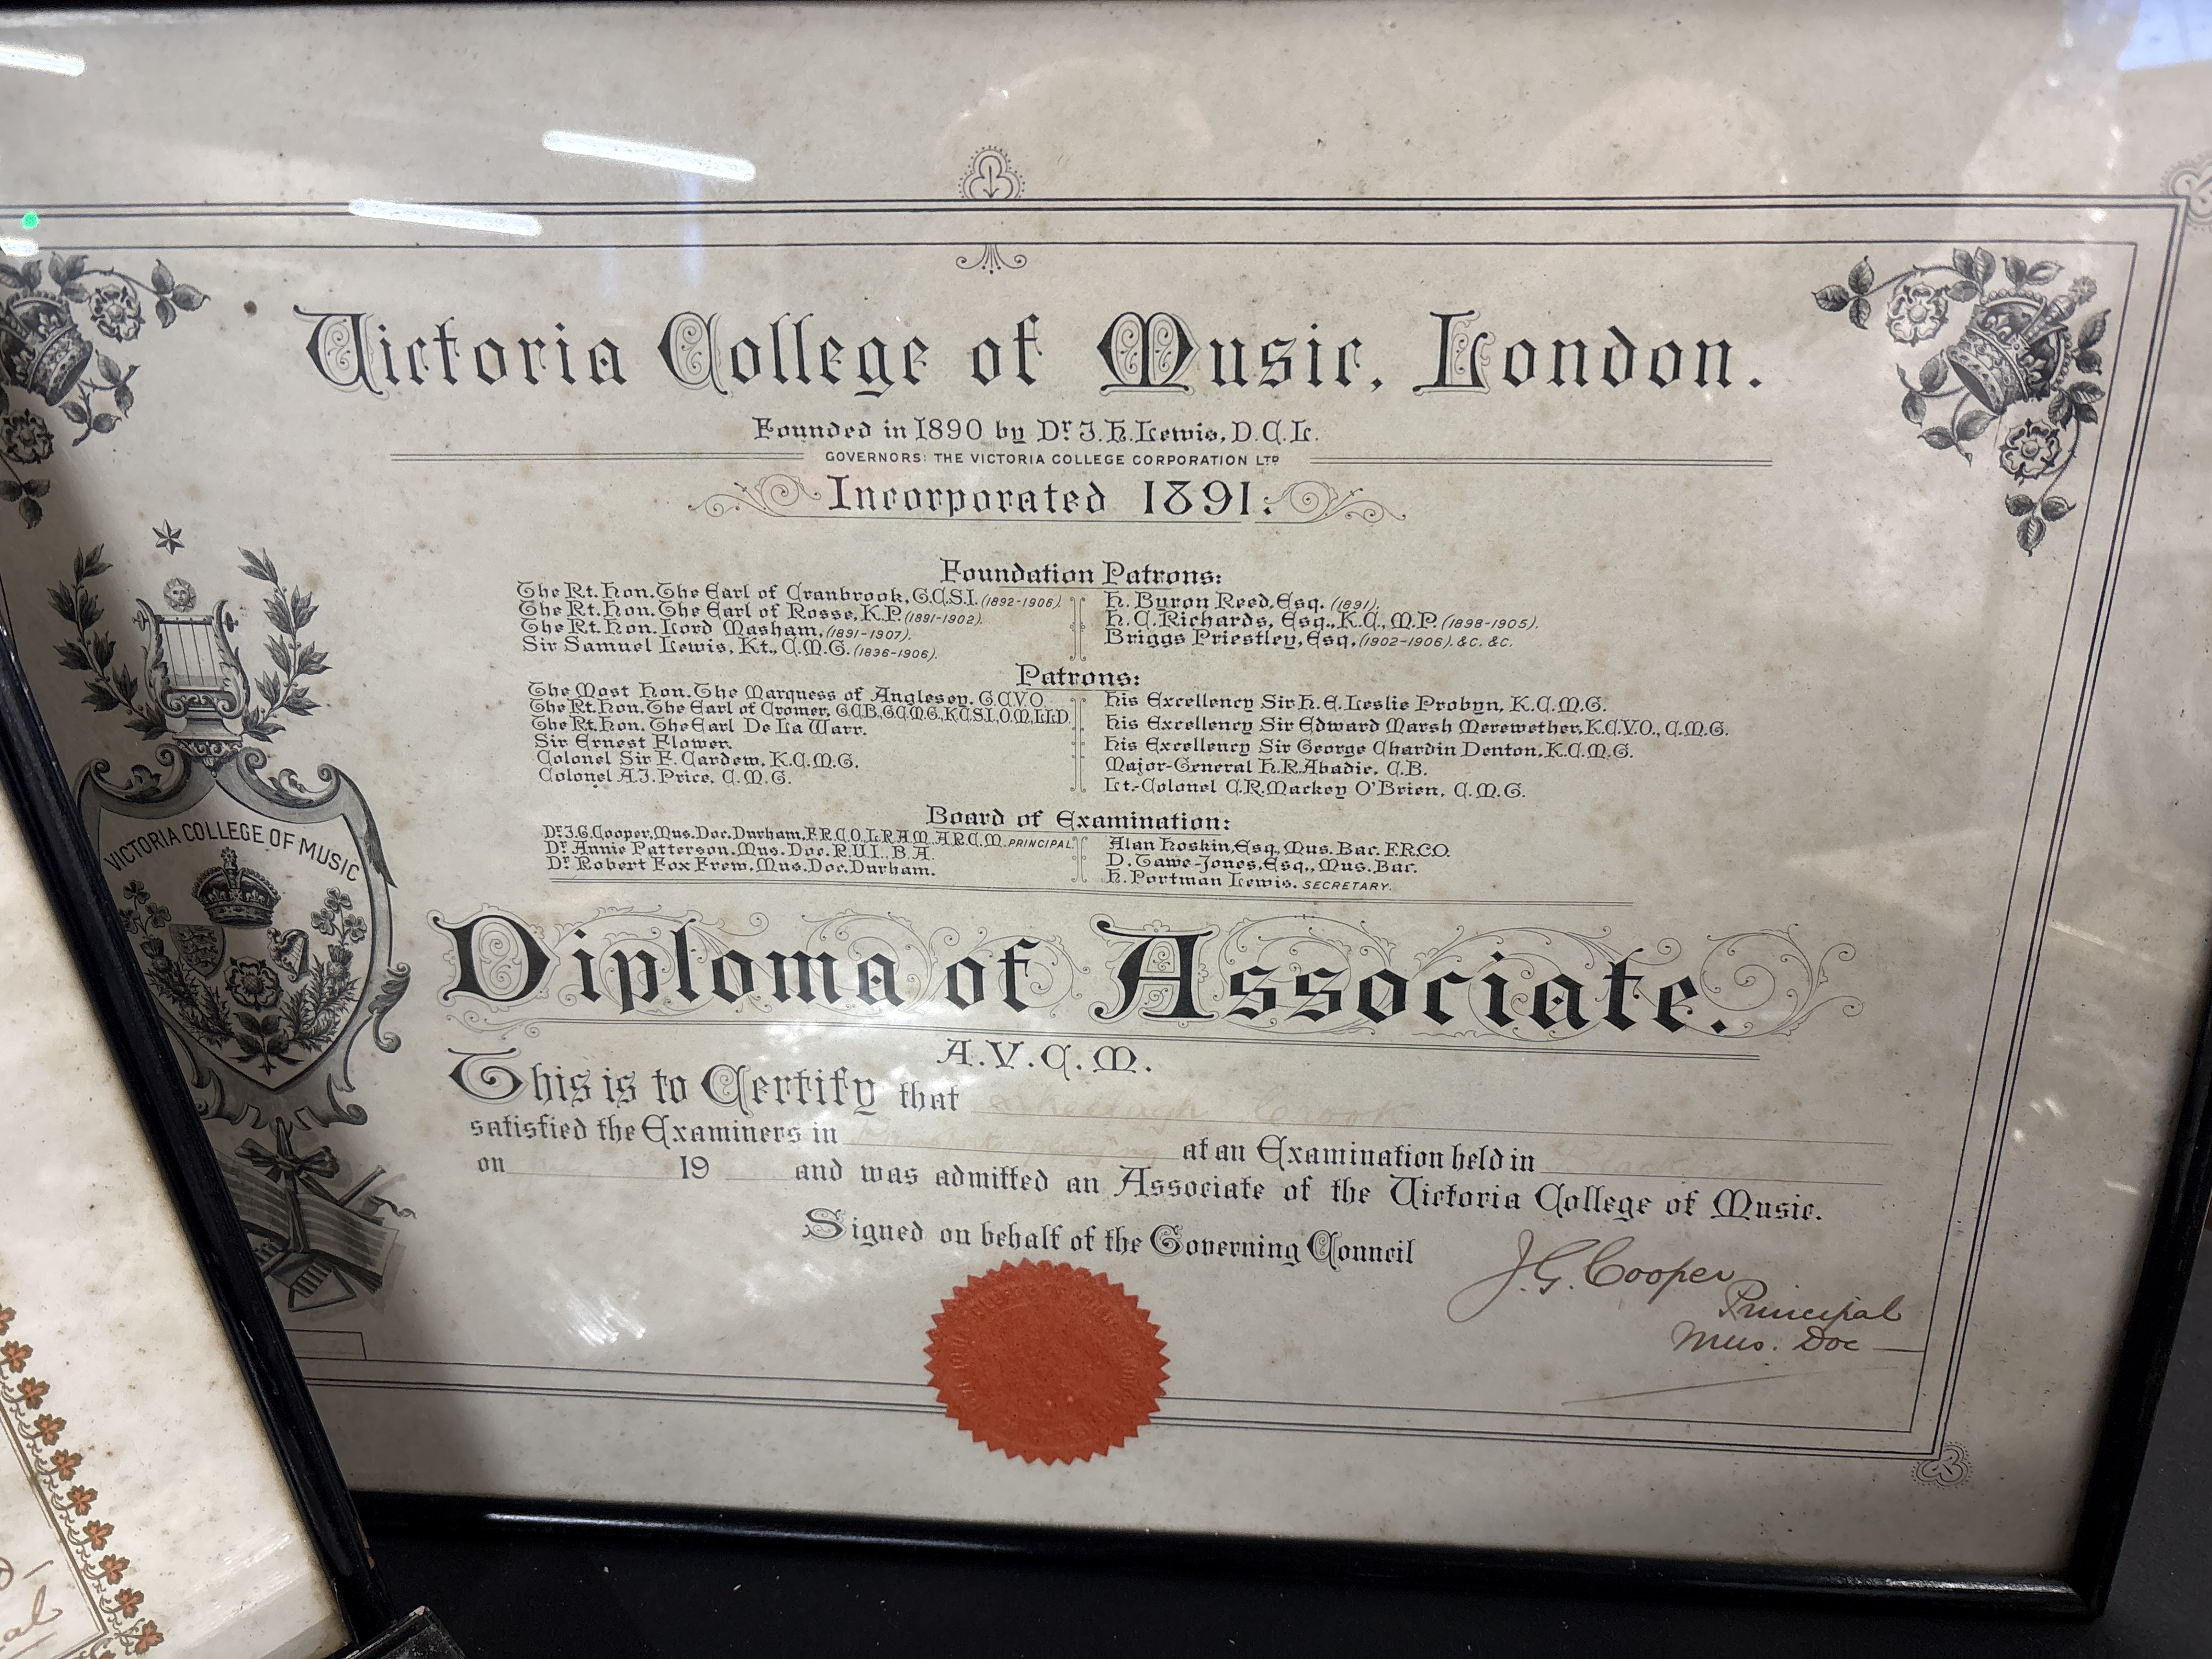 Victoria College of Music, London.
Founded in 1890 by Dr. J. H. Lewis, D.C.L.
GOVERNORS: THE VICTORIA COLLEGE CORPORATION LTD
Incorporated 1891.
Foundation Patrons:
The Rt. Hon. The Earl of Cranbrook, G.C.S.I. (1892-1906).
The Rt. Hon. The Earl of Rosse, K.P. (1891-1902).
The Rt. Hon. Lord Masham, (1891-1907).
Sir Samuel Lewis, Kt., C.M.G. (1896-1906).
H. Byron Reed, Esq. (1891).
H. C. Richards, Esq., K.C., M.P. (1898-1905).
Briggs Priestley, Esq. (1902-1906). &c. &c.
Patrons:
The Most Hon. The Marquess of Anglesey, G.C.V.O.
The Rt. Hon. The Earl of Cromer, G.C.B., G.C.M.G., K.C.S.I., O.M., LL.D.
The Rt. Hon. The Earl De La Warr.
Sir Ernest Flower.
Colonel Sir F. Cardew, K.C.M.G.
Colonel A. J. Price, C.M.G.
His Excellency Sir H. E. Leslie Probyn, K.C.M.G.
His Excellency Sir Edward Marsh Merewether, K.C.V.O., C.M.G.
His Excellency Sir George Chardin Denton, K.C.M.G.
Major-General H. R. Abadie, C.B.
Lt.-Colonel C. R. Mackey O'Brien, C.M.G.
Board of Examination:
Dr. J. G. Cooper, Mus. Doc. Durham, F.R.C.O., L.R.A.M., A.R.C.M. PRINCIPAL
Dr. Annie Patterson, Mus. Doc. R.U.I., B.A.
Dr. Robert Fox Frew, Mus. Doc. Durham.
Alan Hoskin, Esq., Mus. Bac. F.R.C.O.
D. Tawe-Jones, Esq., Mus. Bac.
H. Portman Lewis. SECRETARY.
VICTORIA COLLEGE OF MUSIC
Diploma of Associate.
A.V.C.M.
This is to Certify that Sheelagh Crook
satisfied the Examiners in Pianoforte Playing at an Examination held in
on 19 and was admitted an Associate of the Victoria College of Music.
Signed on behalf of the Governing Council
J. G. Cooper
Principal
Mus. Doc